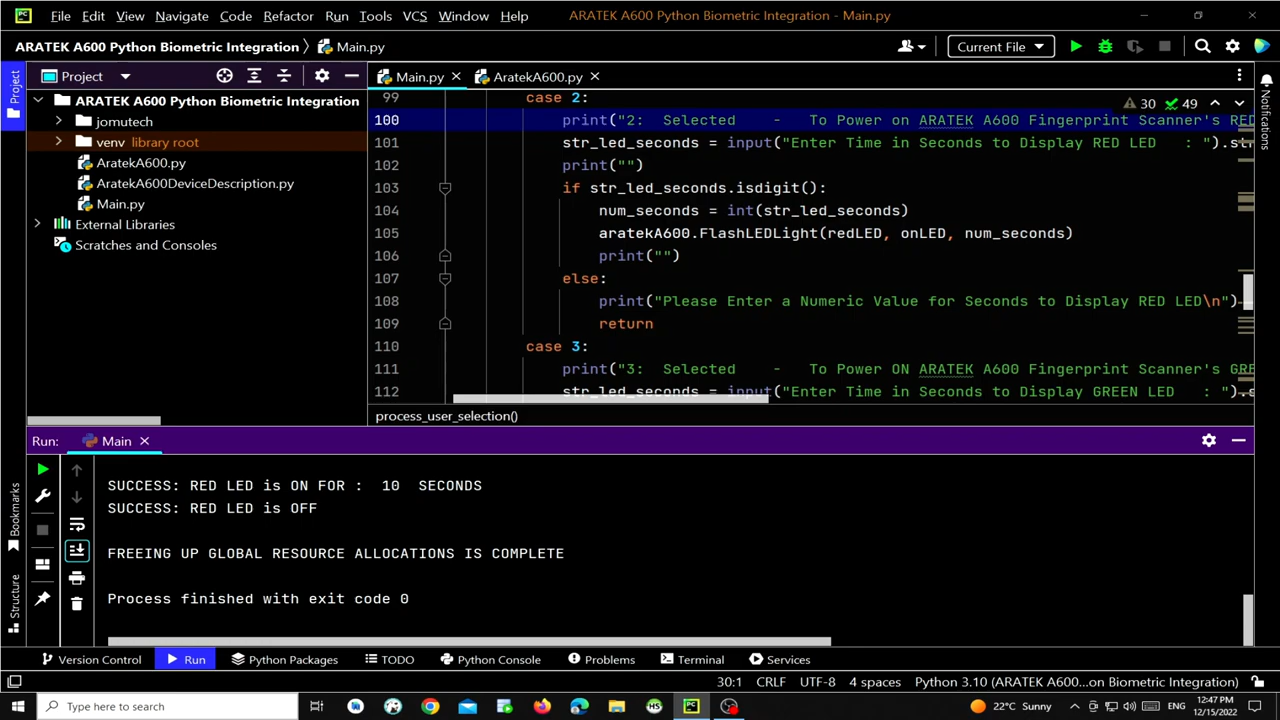 File Edit View Navigate Code Refactor Run Tools VCS Window Help ARATEK A600 Python Biometric Integration - Main.py
ARATEK A600 Python Biometric Integration Main.py Current File
Project Main.py AratekA600.py
ARATEK A600 Python Biometric Integration
jomutech
venv library root
AratekA600.py
AratekA600DeviceDescription.py
Main.py
External Libraries
Scratches and Consoles
Project
Notifications
30 49
99 case 2:
100 print("2: Selected - To Power on ARATEK A600 Fingerprint Scanner's RED
101 str_led_seconds = input("Enter Time in Seconds to Display RED LED : ").str
102 print("")
103 if str_led_seconds.isdigit():
104 num_seconds = int(str_led_seconds)
105 aratekA600.FlashLEDLight(redLED, onLED, num_seconds)
106 print("")
107 else:
108 print("Please Enter a Numeric Value for Seconds to Display RED LED\n")
109 return
110 case 3:
111 print("3: Selected - To Power ON ARATEK A600 Fingerprint Scanner's GRE
112 str_led_seconds = input("Enter Time in Seconds to Display GREEN LED : ").s
process_user_selection()
Run: Main
SUCCESS: RED LED is ON FOR : 10 SECONDS
SUCCESS: RED LED is OFF
FREEING UP GLOBAL RESOURCE ALLOCATIONS IS COMPLETE
Process finished with exit code 0
Bookmarks
Structure
Version Control Run Python Packages TODO Python Console Problems Terminal Services
30:1 CRLF UTF-8 4 spaces Python 3.10 (ARATEK A600...on Biometric Integration)
Type here to search 22°C Sunny ENG 12:47 PM
12/15/2022